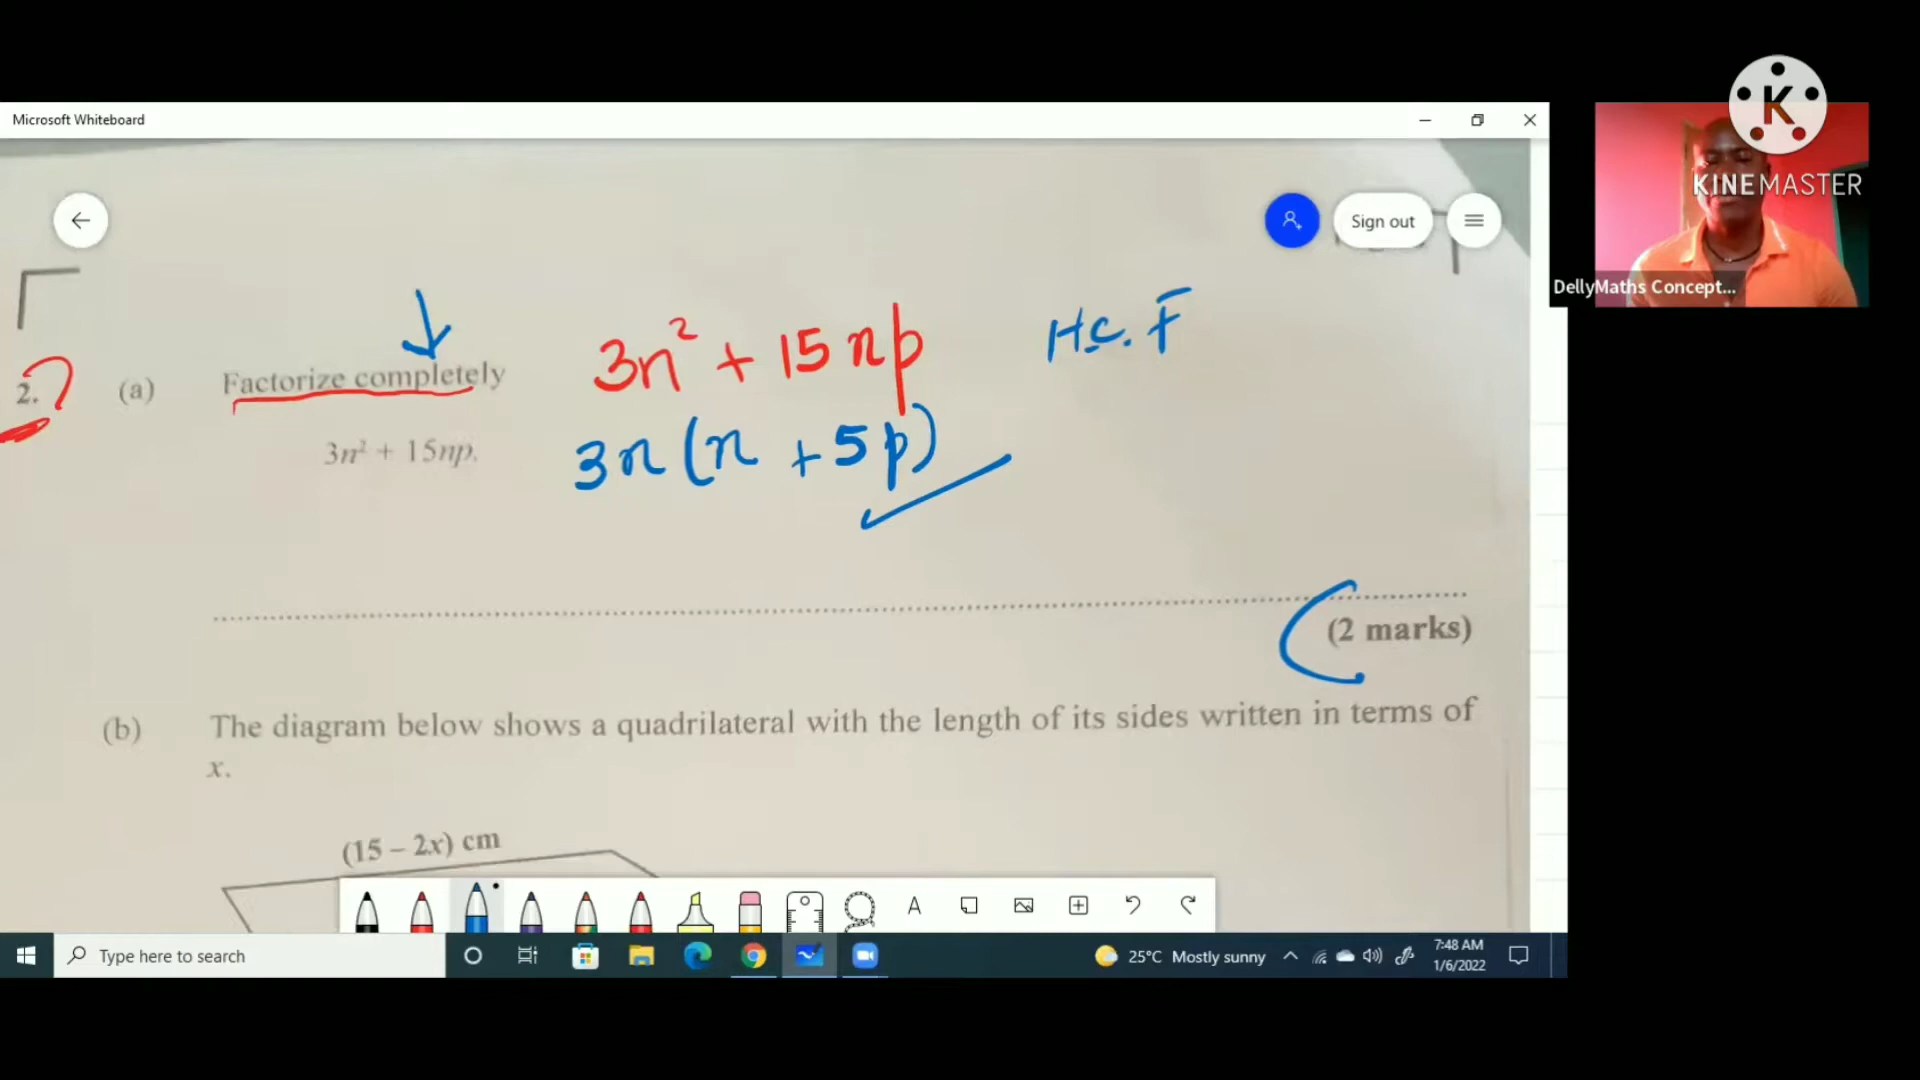 Microsoft Whiteboard
KINEMASTER
Sign out
DellyMaths Concept...
H.C.F
3n² + 15np
2.
(a) Factorize completely
3n² + 15np.
3n(n + 5p)
(2 marks)
(b) The diagram below shows a quadrilateral with the length of its sides written in terms of
x.
(15 – 2x) cm
Type here to search
25°C Mostly sunny
7:48 AM
1/6/2022